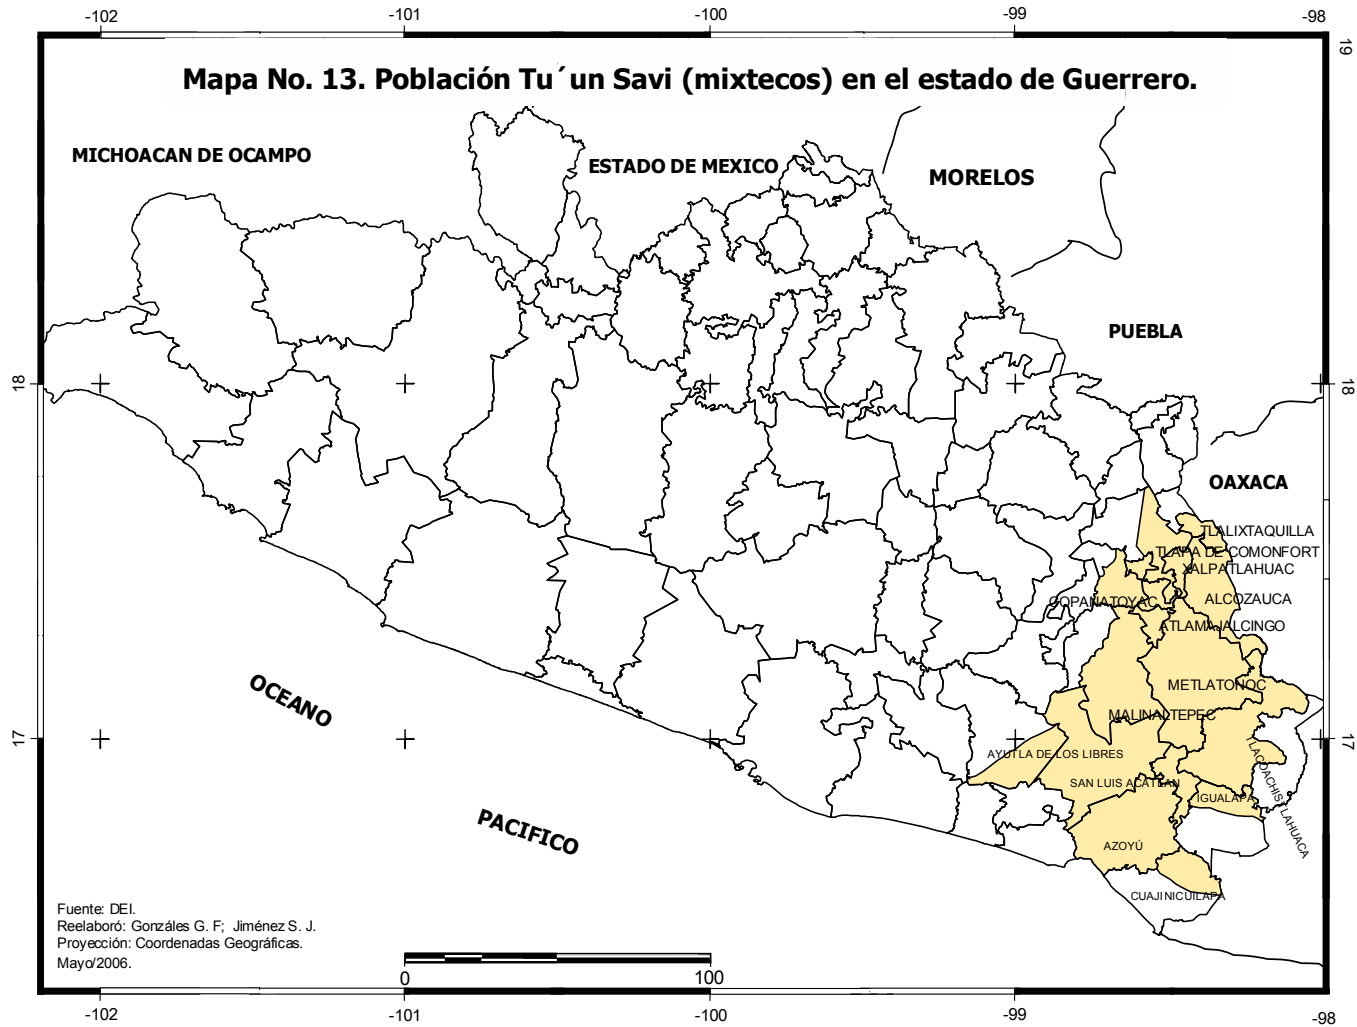 -102 -101 -100 -99 -98
19
Mapa No. 13. Población Tu´un Savi (mixtecos) en el estado de Guerrero.
MICHOACAN DE OCAMPO
ESTADO DE MEXICO
MORELOS
PUEBLA
18 18
OAXACA
TLALIXTAQUILLA
TLAPA DE COMONFORT
XALPATLAHUAC
COPANATOYAC
ALCOZAUCA
ATLAMAJALCINGO
METLATONOC
OCEANO
MALINALTEPEC
17 17
AYUTLA DE LOS LIBRES
TLACOACHISTLAHUACA
SAN LUIS ACATLAN
IGUALAPA
PACIFICO
AZOYÚ
CUAJINICUILAPA
Fuente: DEI.
Reelaboró: Gonzáles G. F; Jiménez S. J.
Proyección: Coordenadas Geográficas.
Mayo/2006.
0 100
-102 -101 -100 -99 -98